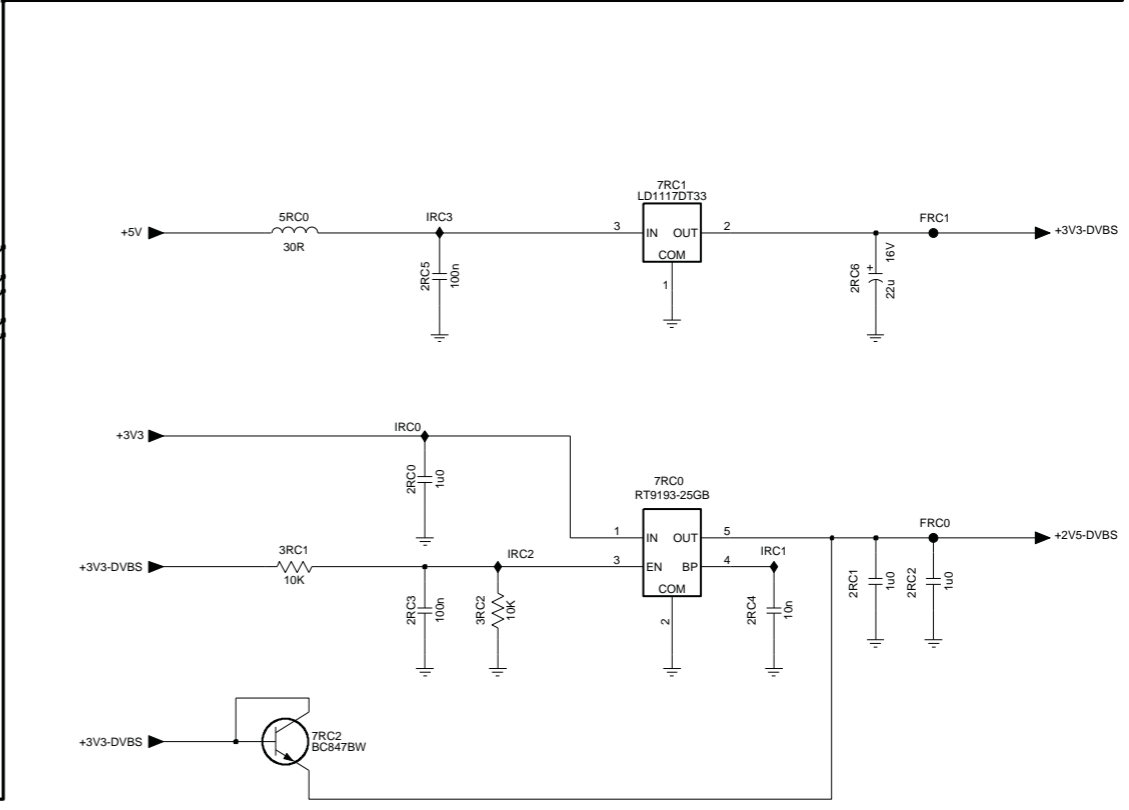 7RC1
LD1117DT33
5RC0
IRC3
FRC1
+5V
30R
3
IN
OUT
2
COM
1
+3V3-DVBS
2RC5
100n
2RC6
+
22u
16V
+3V3
IRC0
2RC0
1u0
7RC0
RT9193-25GB
1
IN
OUT
5
FRC0
+2V5-DVBS
3RC1
+3V3-DVBS
10K
IRC2
3
EN
BP
4
IRC1
COM
2
2RC3
100n
3RC2
10K
2RC4
10n
2RC1
1u0
2RC2
1u0
+3V3-DVBS
7RC2
BC847BW